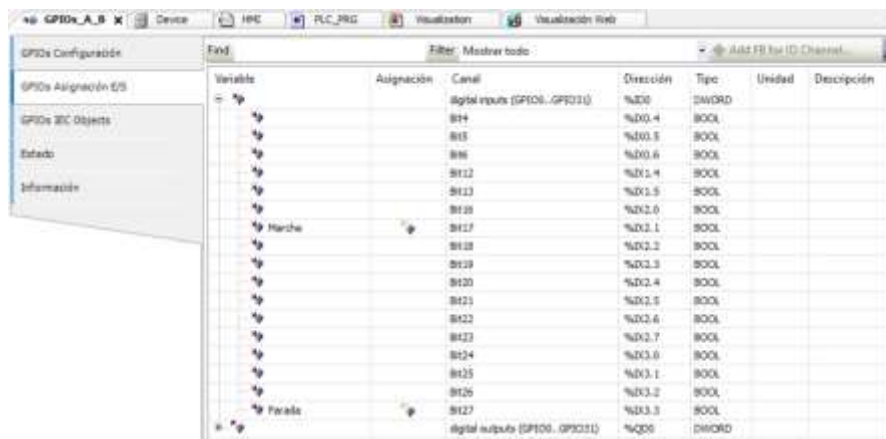 GPIOs_A_B X Device HMI PLC_PRG Visualization Visualización Web
GPIOs Configuración
GPIOs Asignación E/S
GPIOs IEC Objects
Estado
Información
Find Filter Mostrar todo Add FB for IO Channel...
Variable Asignación Canal Dirección Tipo Unidad Descripción
digital inputs (GPIO0..GPIO31) %ID0 DWORD
Bit4 %IX0.4 BOOL
Bit5 %IX0.5 BOOL
Bit6 %IX0.6 BOOL
Bit12 %IX1.4 BOOL
Bit13 %IX1.5 BOOL
Bit16 %IX2.0 BOOL
Marcha Bit17 %IX2.1 BOOL
Bit18 %IX2.2 BOOL
Bit19 %IX2.3 BOOL
Bit20 %IX2.4 BOOL
Bit21 %IX2.5 BOOL
Bit22 %IX2.6 BOOL
Bit23 %IX2.7 BOOL
Bit24 %IX3.0 BOOL
Bit25 %IX3.1 BOOL
Bit26 %IX3.2 BOOL
Parada Bit27 %IX3.3 BOOL
digital outputs (GPIO0..GPIO31) %QD0 DWORD